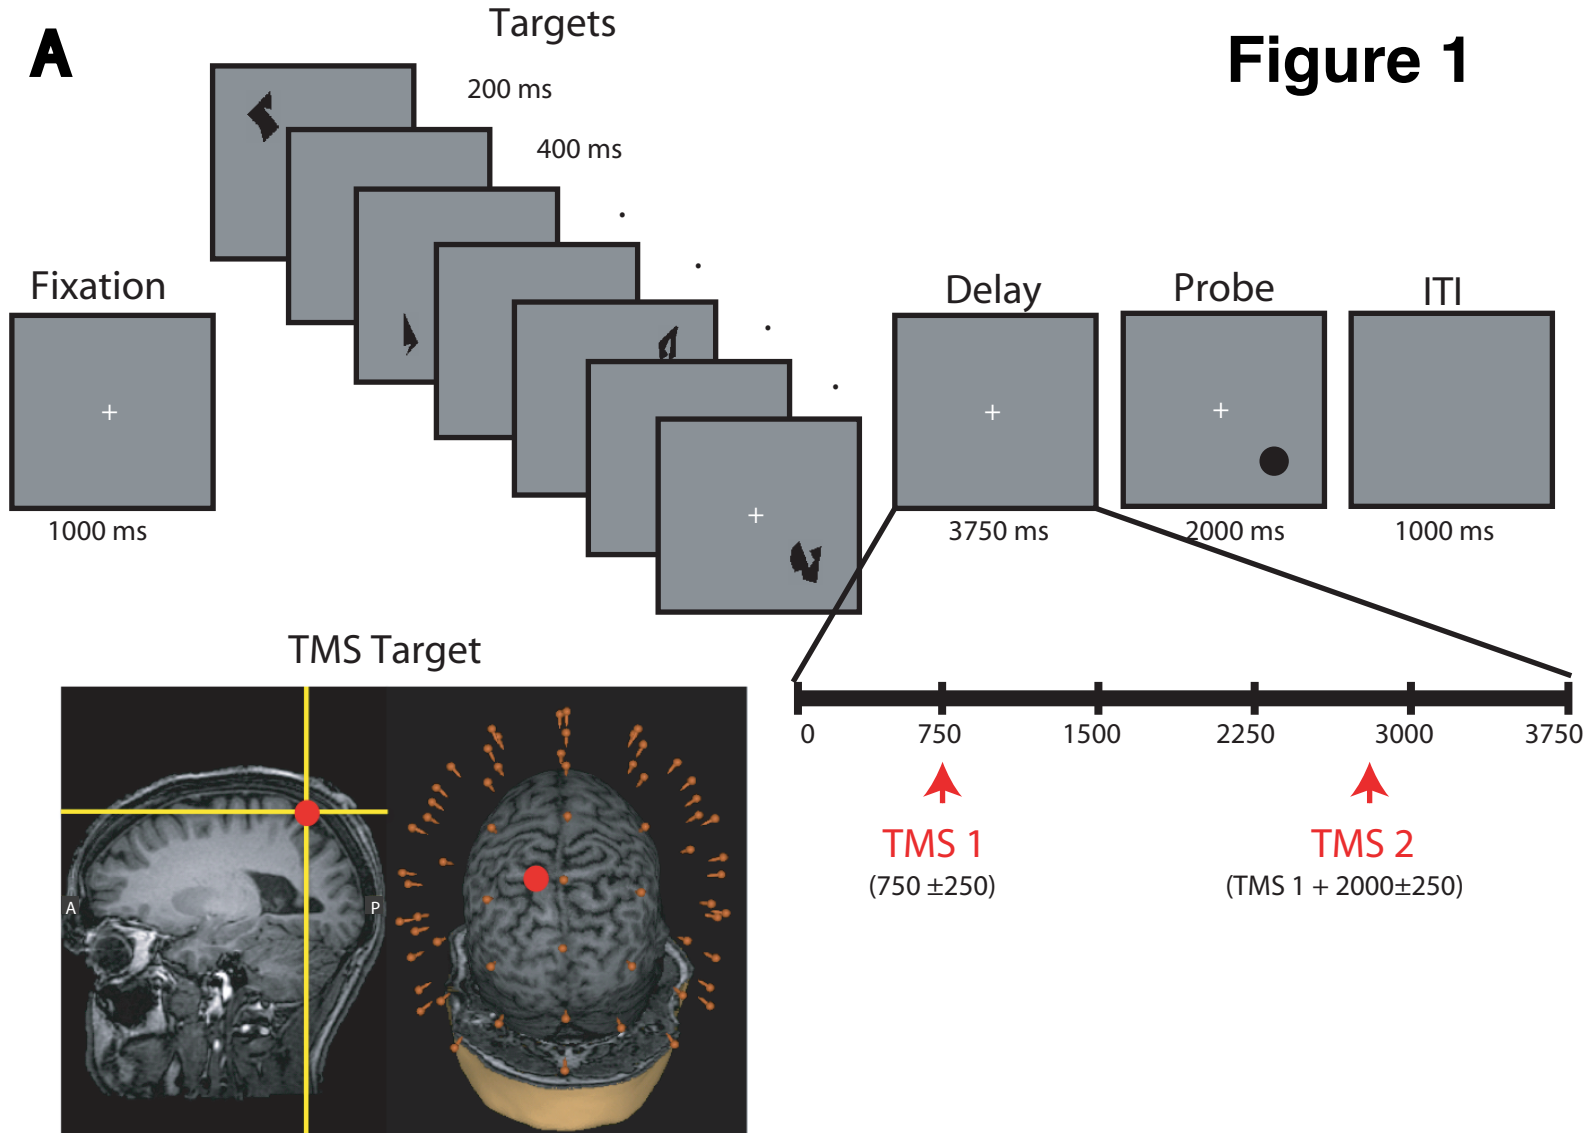 A
Targets
Figure 1
200 ms
400 ms
Fixation
Delay
Probe
ITI
1000 ms
3750 ms
2000 ms
1000 ms
TMS Target
0
750
1500
2250
3000
3750
A
P
TMS 1
(750 ±250)
TMS 2
(TMS 1 + 2000±250)